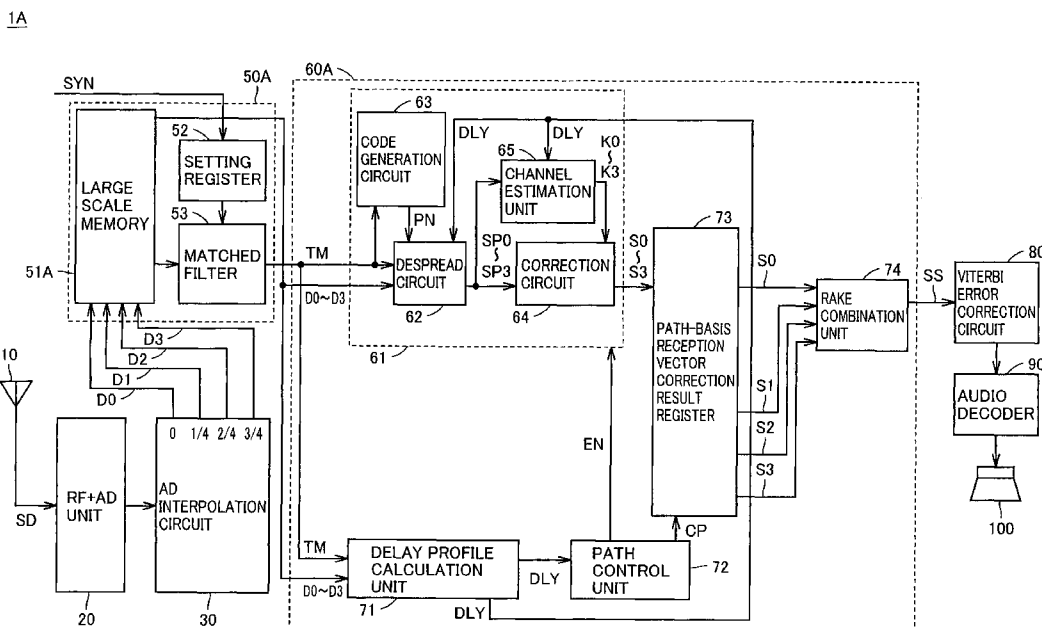 1A
SYN
50A
60A
63
LARGE
SCALE
MEMORY
51A
52
SETTING
REGISTER
53
MATCHED
FILTER
CODE
GENERATION
CIRCUIT
PN
DLY
DLY
65
CHANNEL
ESTIMATION
UNIT
K0
~
K3
TM
D0~D3
DESPREAD
CIRCUIT
62
SP0
~
SP3
CORRECTION
CIRCUIT
64
61
S0
~
S3
73
PATH-BASIS
RECEPTION
VECTOR
CORRECTION
RESULT
REGISTER
S0
S1
S2
S3
74
RAKE
COMBINATION
UNIT
SS
80
VITERBI
ERROR
CORRECTION
CIRCUIT
90
AUDIO
DECODER
100
D3
D2
D1
D0
10
SD
RF+AD
UNIT
20
0 1/4 2/4 3/4
AD
INTERPOLATION
CIRCUIT
30
TM
D0~D3
DELAY PROFILE
CALCULATION
UNIT
71
DLY
DLY
EN
PATH
CONTROL
UNIT
72
CP